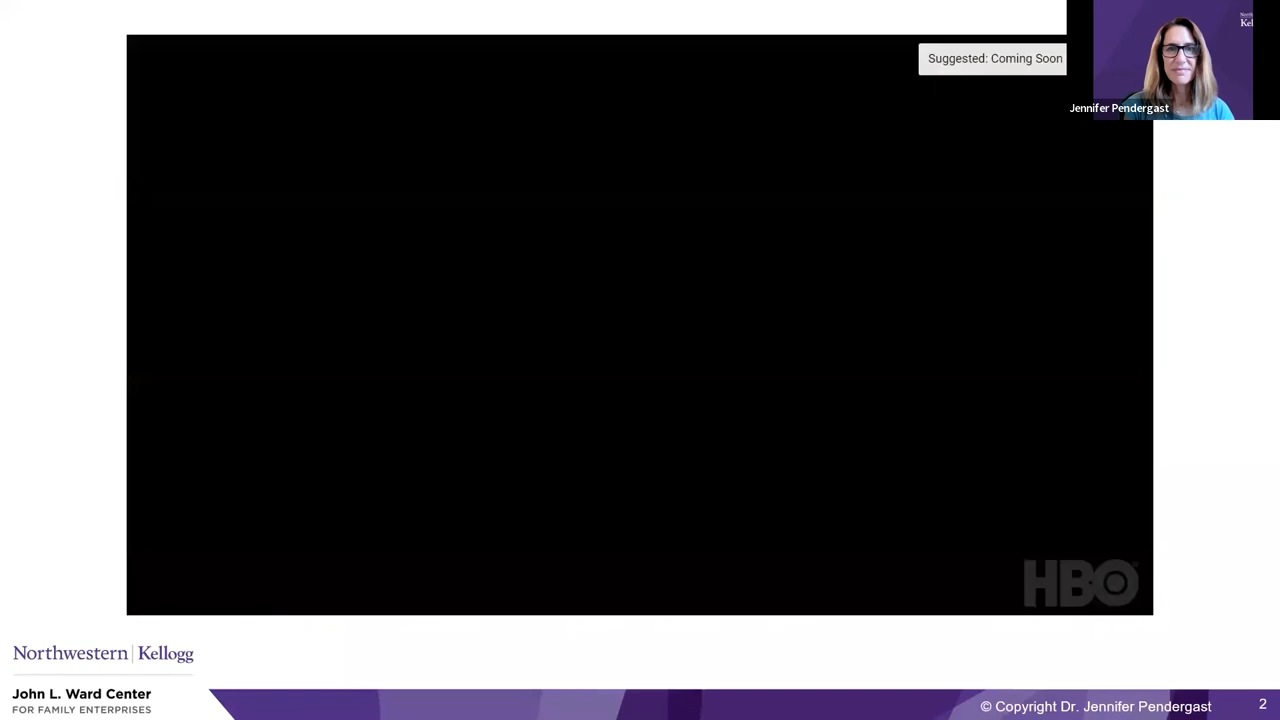 Suggested: Coming Soon
Kel
Jennifer Pendergast
HBO
Northwestern | Kellogg
John L. Ward Center
FOR FAMILY ENTERPRISES
© Copyright Dr. Jennifer Pendergast
2